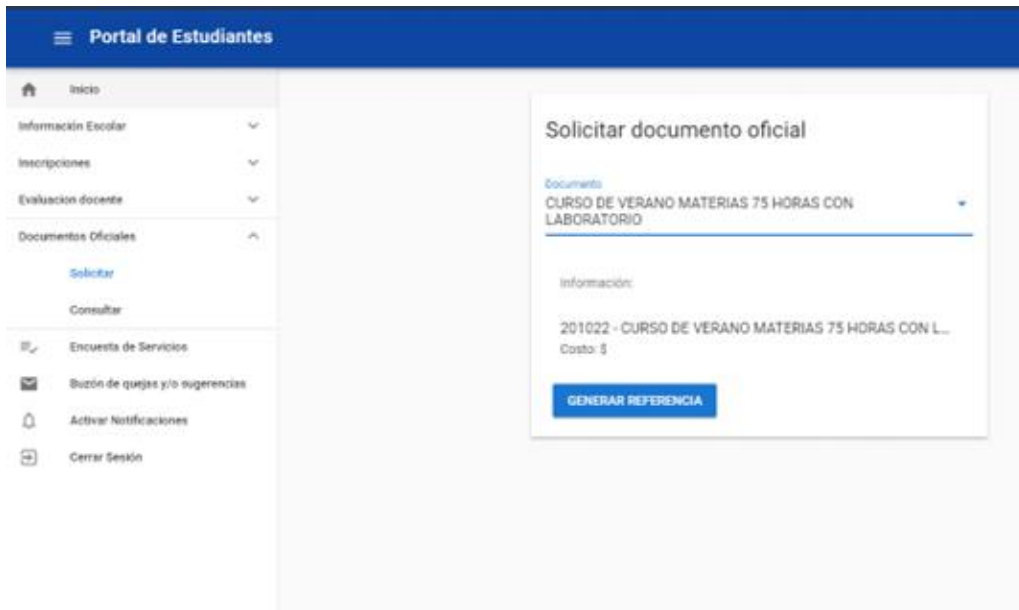 Portal de Estudiantes
Inicio
Información Escolar
Inscripciones
Evaluacion docente
Documentos Oficiales
Solicitar
Consultar
Encuesta de Servicios
Buzón de quejas y/o sugerencias
Activar Notificaciones
Cerrar Sesión
Solicitar documento oficial
Documento
CURSO DE VERANO MATERIAS 75 HORAS CON
LABORATORIO
Información:
201022 - CURSO DE VERANO MATERIAS 75 HORAS CON L...
Costo: $
GENERAR REFERENCIA